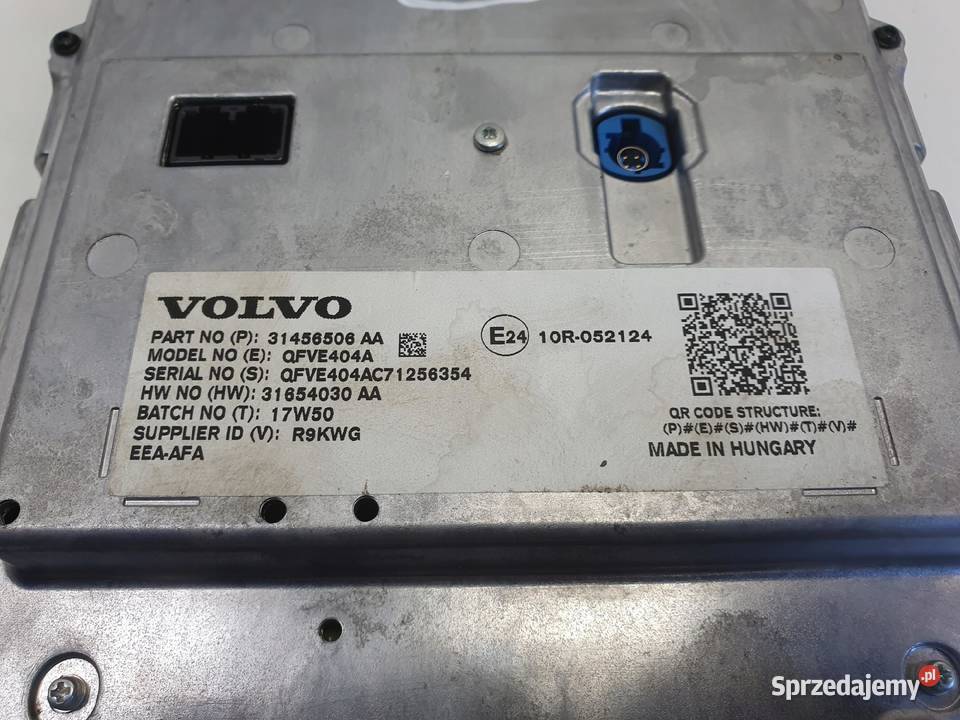 VOLVO
PART NO (P): 31456506 AA
MODEL NO (E): QFVE404A
SERIAL NO (S): QFVE404AC71256354
HW NO (HW): 31654030 AA
BATCH NO (T): 17W50
SUPPLIER ID (V): R9KWG
EEA-AFA
E24 10R-052124
QR CODE STRUCTURE:
(P)#(E)#(S)#(HW)#(T)#(V)#
MADE IN HUNGARY
Sprzedajemy.pl